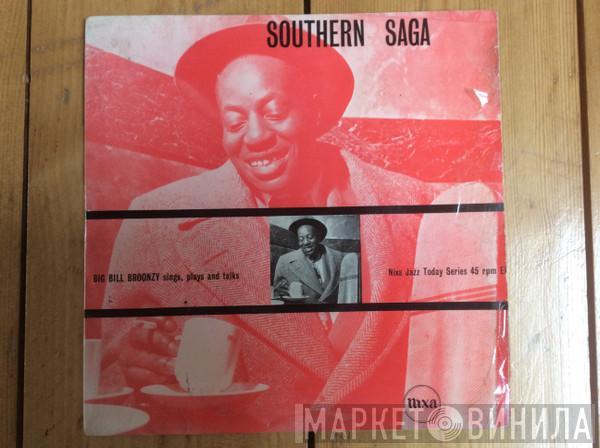 SOUTHERN SAGA
BIG BILL BROONZY sings, plays and talks
Nixa Jazz Today Series 45 rpm E
nixa
МАРКЕТ ВИНИЛА